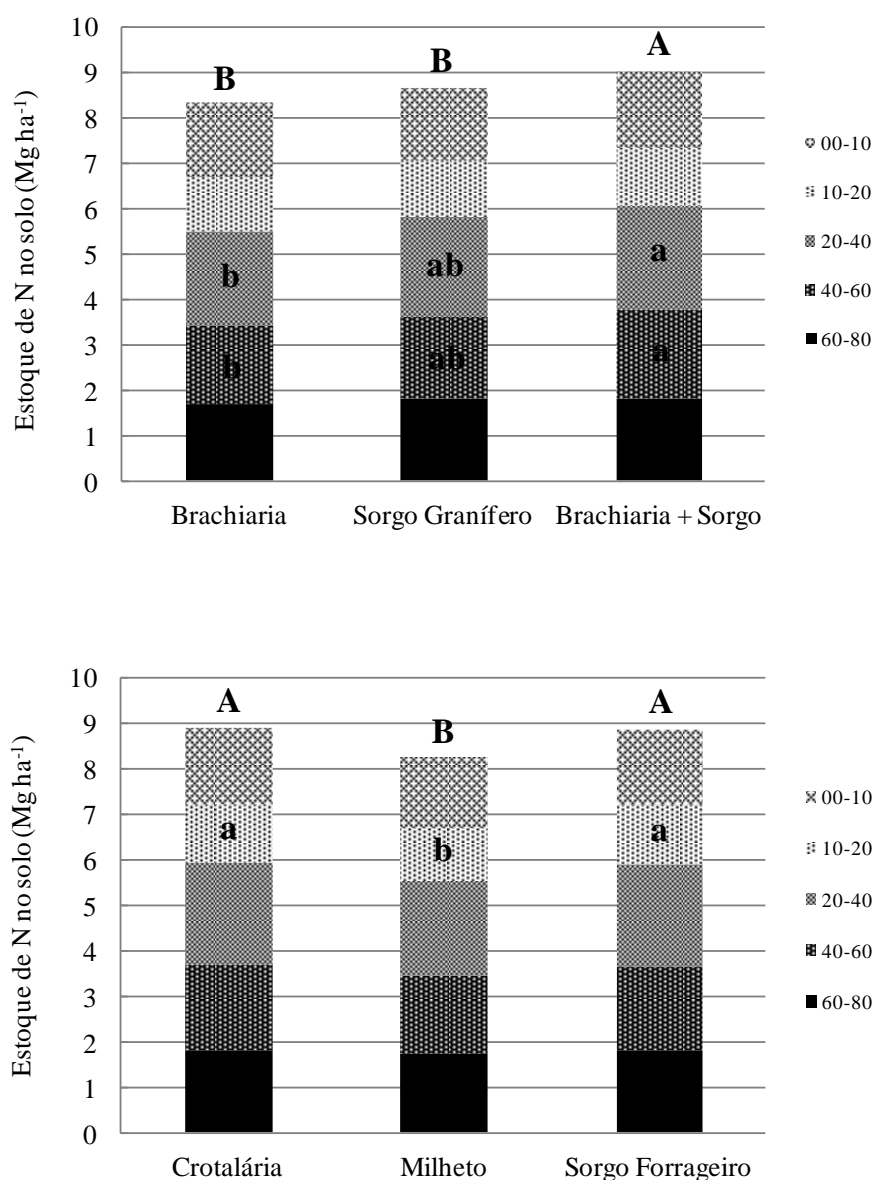 Estoque de N no solo (Mg ha-1)
10
9
8
7
6
5
4
3
2
1
0
B
B
A
b
ab
a
b
ab
a
Brachiaria
Sorgo Granífero
Brachiaria + Sorgo
00-10
10-20
20-40
40-60
60-80
Estoque de N no solo (Mg ha-1)
10
9
8
7
6
5
4
3
2
1
0
A
B
A
a
b
a
Crotalária
Milheto
Sorgo Forrageiro
00-10
10-20
20-40
40-60
60-80